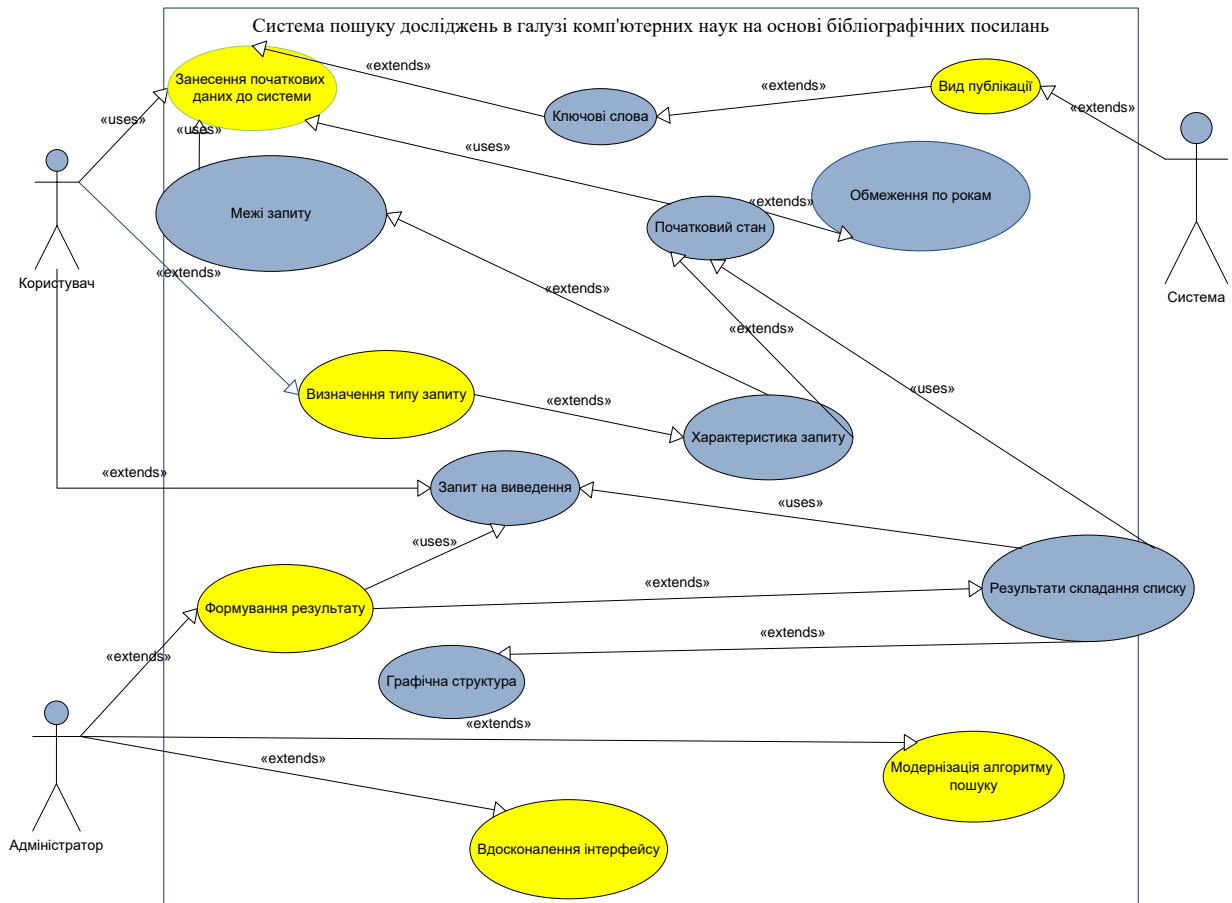 Система пошуку досліджень в галузі комп'ютерних наук на основі бібліографічних посилань
«extends»
Занесення початкових
даних до системи
«extends»
Вид публікації
«extends»
Ключові слова
«uses»
«uses»
«uses»
Межі запиту
«extends»
Обмеження по рокам
Початковий стан
Користувач
«extends»
«extends»
Система
«extends»
«uses»
Визначення типу запиту
«extends»
Характеристика запиту
«extends»
Запит на виведення
«uses»
«uses»
Формування результату
«extends»
Результати складання списку
«extends»
«extends»
Графічна структура
«extends»
«extends»
Модернізація алгоритму
пошуку
Адміністратор
Вдосконалення інтерфейсу